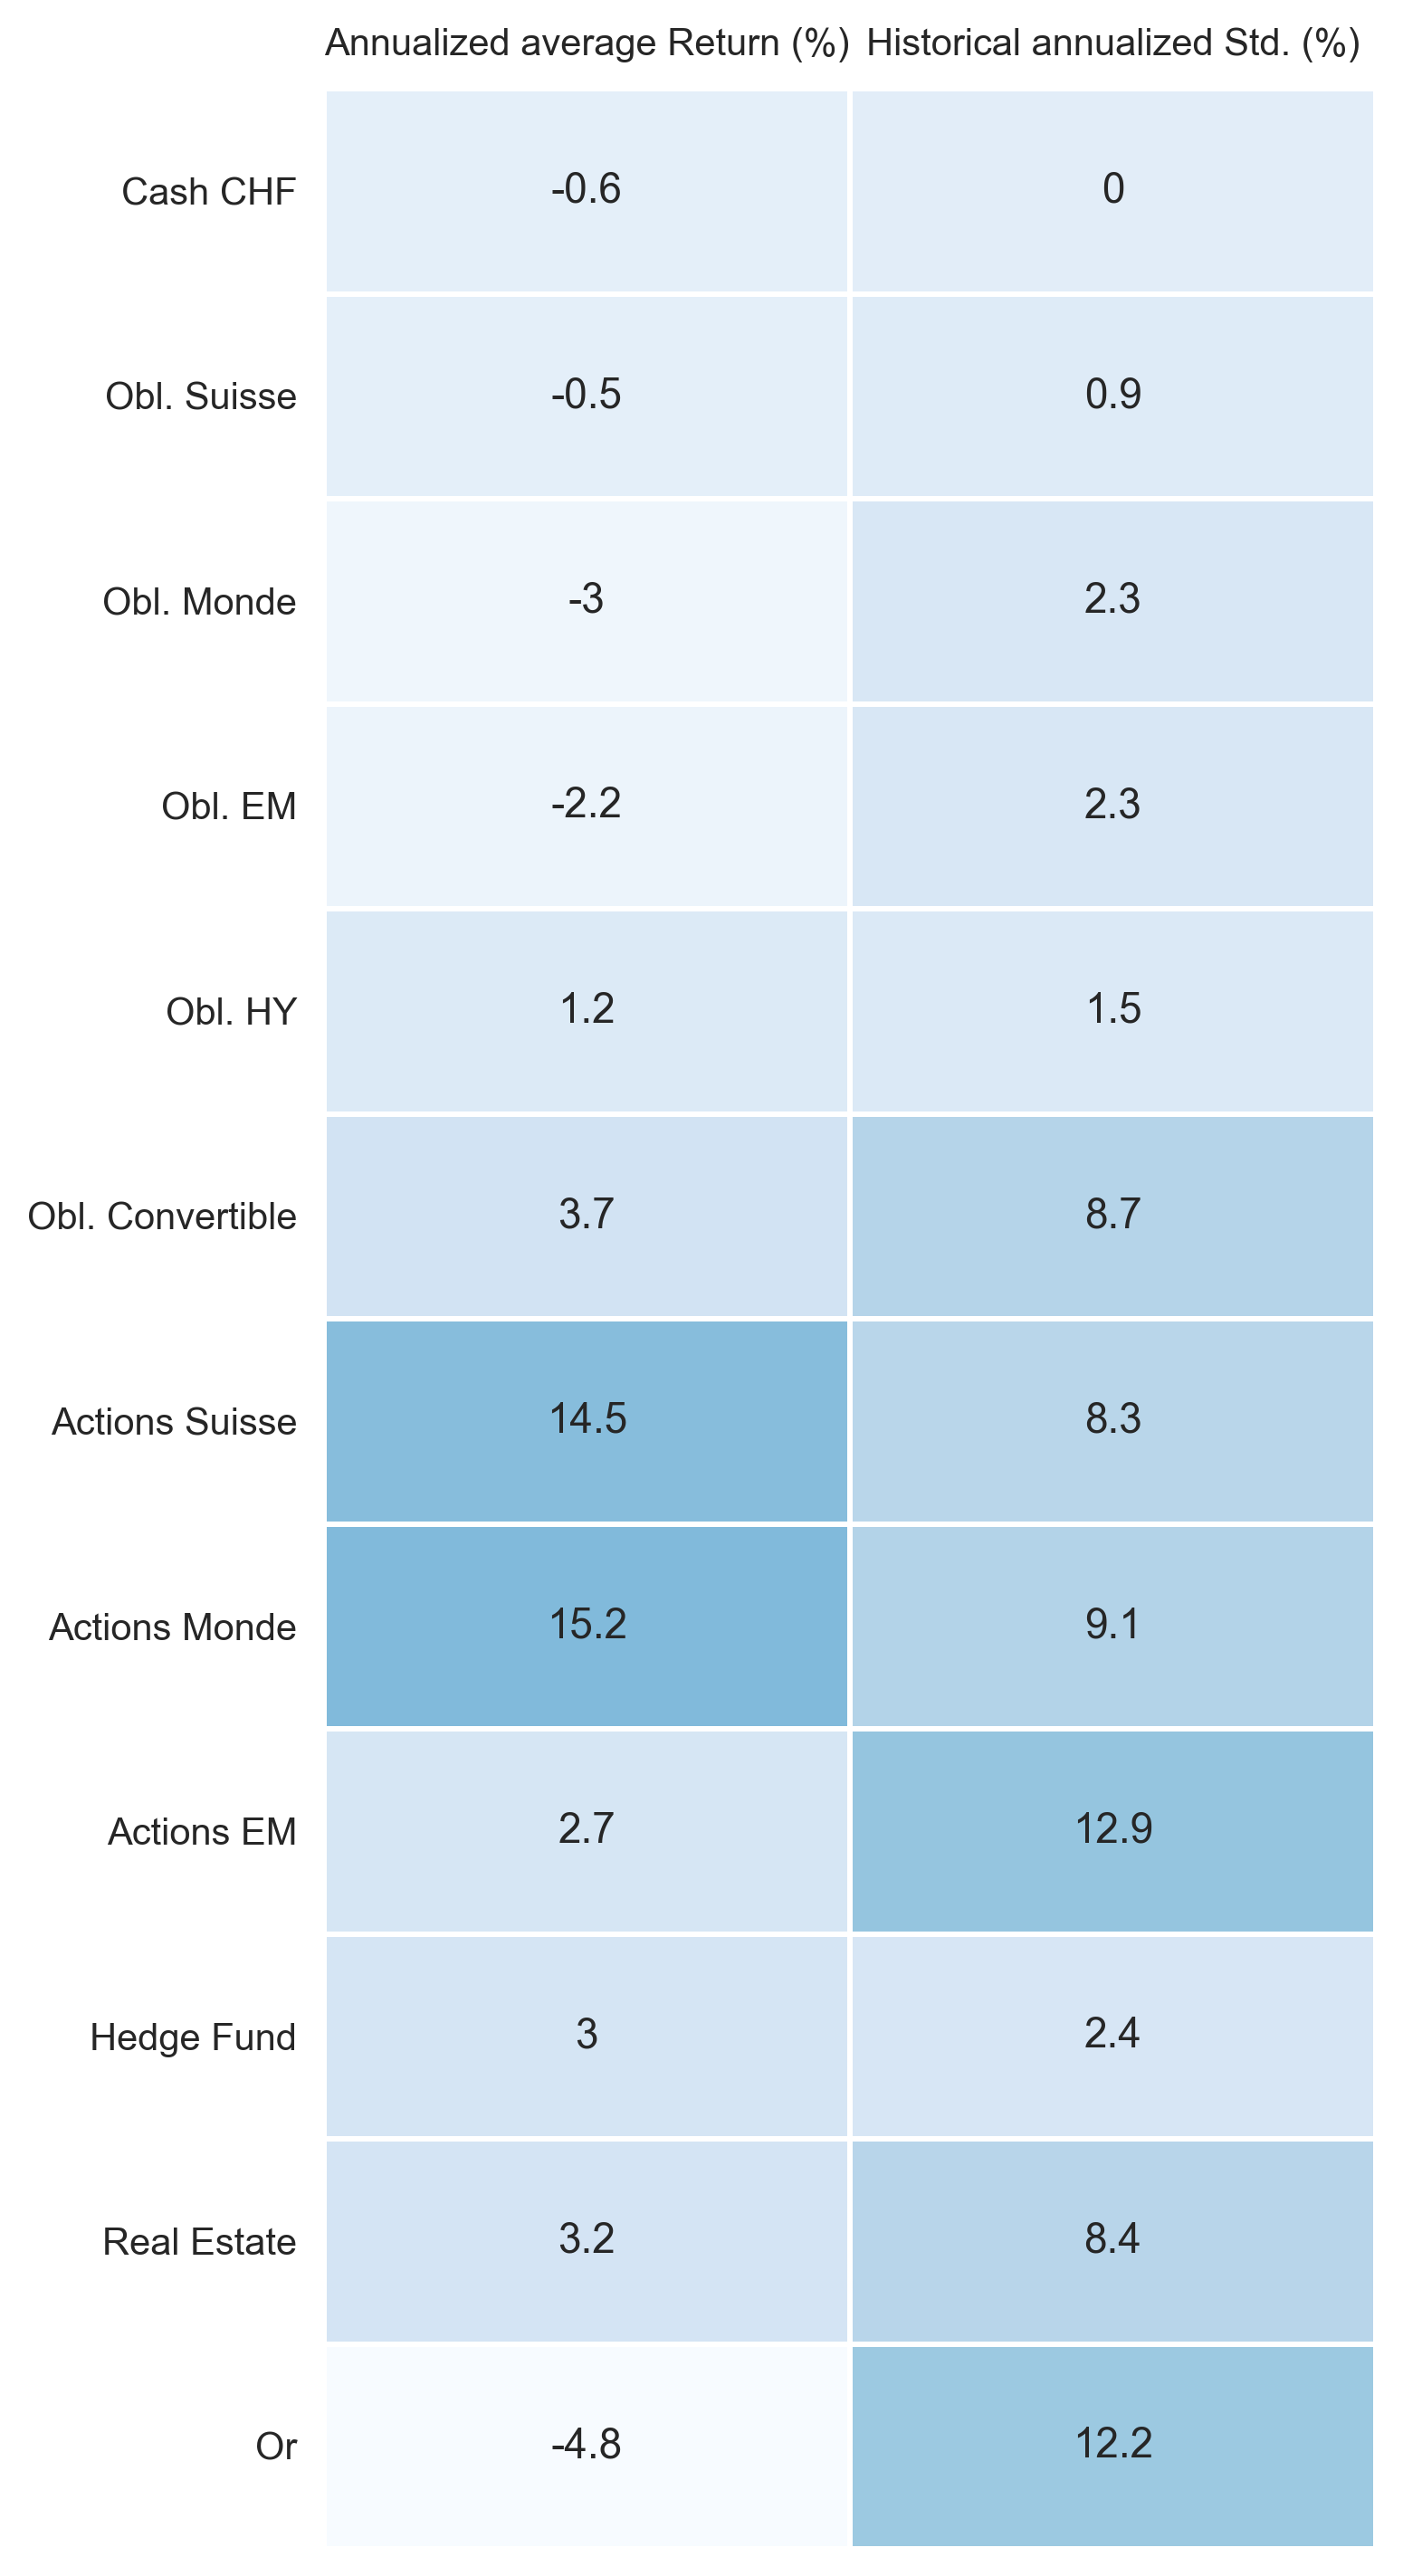 Annualized average Return (%) Historical annualized Std. (%)
Cash CHF -0.6 0
Obl. Suisse -0.5 0.9
Obl. Monde -3 2.3
Obl. EM -2.2 2.3
Obl. HY 1.2 1.5
Obl. Convertible 3.7 8.7
Actions Suisse 14.5 8.3
Actions Monde 15.2 9.1
Actions EM 2.7 12.9
Hedge Fund 3 2.4
Real Estate 3.2 8.4
Or -4.8 12.2